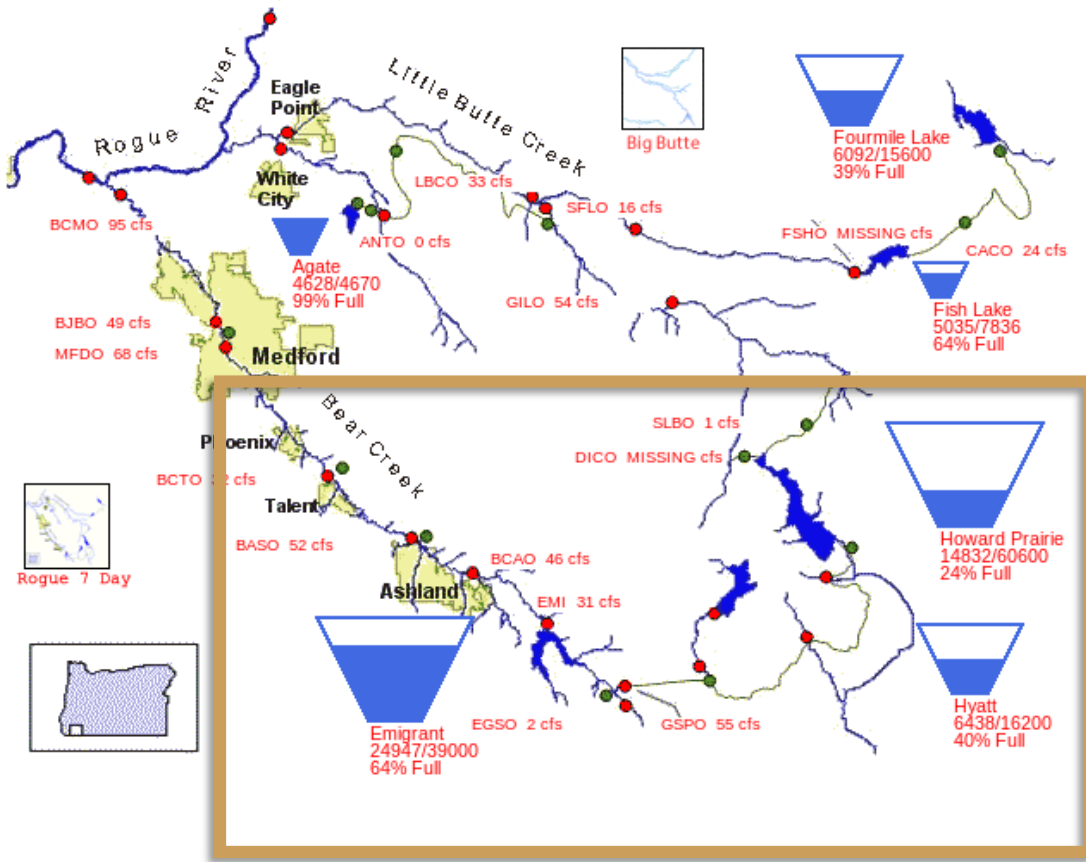 Rogue River
Eagle
Point
Little Butte Creek
Big Butte
Fourmile Lake
6092/15600
39% Full
White
City
LBCO 33 cfs
SFLO 16 cfs
BCMO 95 cfs
ANTO 0 cfs
FSHO MISSING cfs
CACO 24 cfs
Agate
4628/4670
99% Full
GILO 54 cfs
Fish Lake
5035/7836
64% Full
BJBO 49 cfs
MFDO 68 cfs
Medford
Bear Creek
SLBO 1 cfs
Phoenix
DICO MISSING cfs
BCTO 32 cfs
Talent
Howard Prairie
14832/60600
24% Full
BASO 52 cfs
BCAO 46 cfs
Rogue 7 Day
Ashland
EMI 31 cfs
EGSO 2 cfs
GSPO 55 cfs
Hyatt
6438/16200
40% Full
Emigrant
24947/39000
64% Full